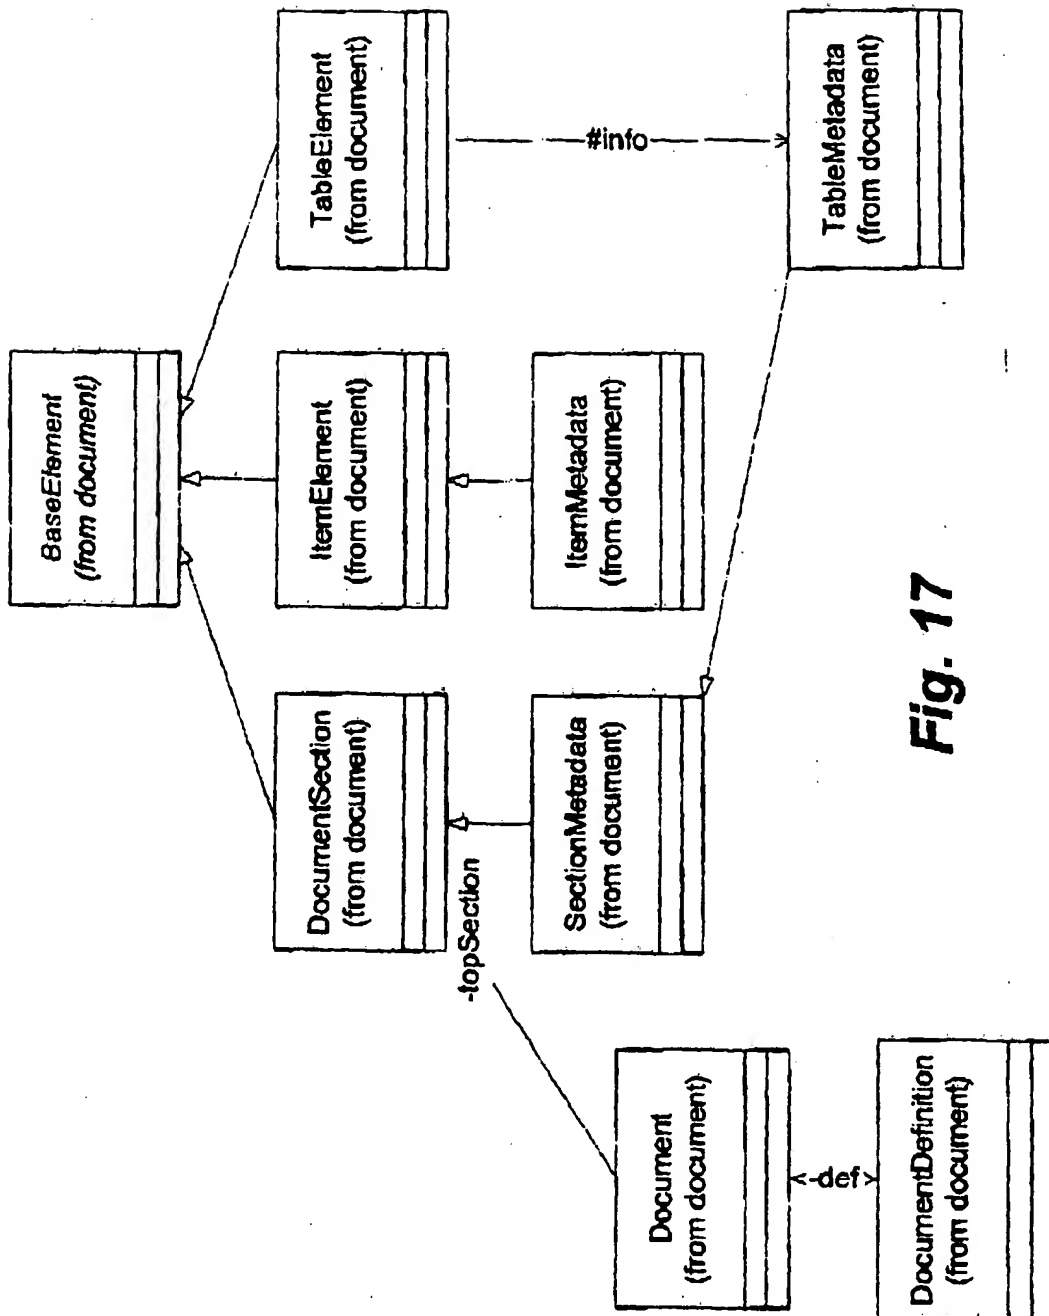 BaseElement
(from document)
DocumentSection
(from document)
ItemElement
(from document)
TableElement
(from document)
-topSection
#info
SectionMetadata
(from document)
ItemMetadata
(from document)
TableMetadata
(from document)
Document
(from document)
-def
DocumentDefinition
(from document)
Fig. 17